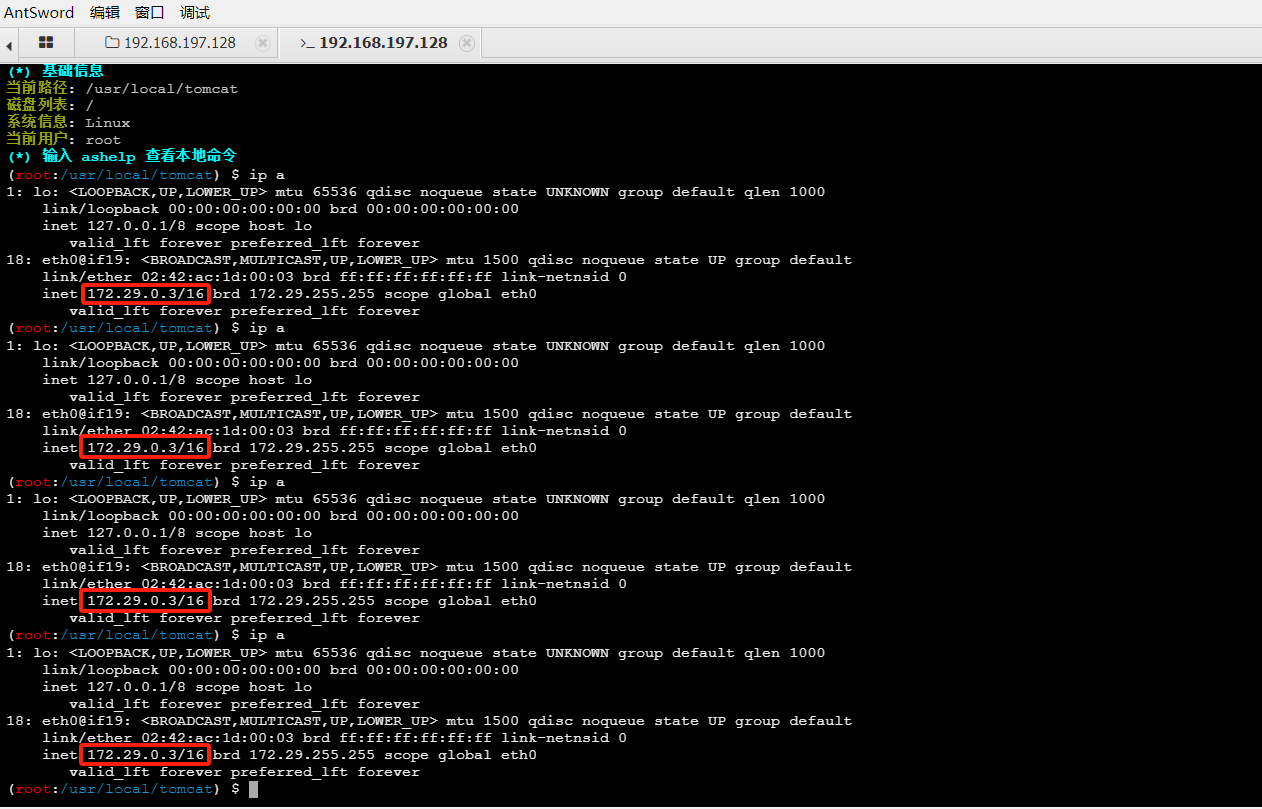 AntSword 编辑 窗口 调试
192.168.197.128 >_ 192.168.197.128
(*) 基础信息
当前路径: /usr/local/tomcat
磁盘列表: /
系统信息: Linux
当前用户: root
(*) 输入 ashelp 查看本地命令
(root:/usr/local/tomcat) $ ip a
1: lo: <LOOPBACK,UP,LOWER_UP> mtu 65536 qdisc noqueue state UNKNOWN group default qlen 1000
link/loopback 00:00:00:00:00:00 brd 00:00:00:00:00:00
inet 127.0.0.1/8 scope host lo
valid_lft forever preferred_lft forever
18: eth0@if19: <BROADCAST,MULTICAST,UP,LOWER_UP> mtu 1500 qdisc noqueue state UP group default
link/ether 02:42:ac:1d:00:03 brd ff:ff:ff:ff:ff:ff link-netnsid 0
inet 172.29.0.3/16 brd 172.29.255.255 scope global eth0
valid_lft forever preferred_lft forever
(root:/usr/local/tomcat) $ ip a
1: lo: <LOOPBACK,UP,LOWER_UP> mtu 65536 qdisc noqueue state UNKNOWN group default qlen 1000
link/loopback 00:00:00:00:00:00 brd 00:00:00:00:00:00
inet 127.0.0.1/8 scope host lo
valid_lft forever preferred_lft forever
18: eth0@if19: <BROADCAST,MULTICAST,UP,LOWER_UP> mtu 1500 qdisc noqueue state UP group default
link/ether 02:42:ac:1d:00:03 brd ff:ff:ff:ff:ff:ff link-netnsid 0
inet 172.29.0.3/16 brd 172.29.255.255 scope global eth0
valid_lft forever preferred_lft forever
(root:/usr/local/tomcat) $ ip a
1: lo: <LOOPBACK,UP,LOWER_UP> mtu 65536 qdisc noqueue state UNKNOWN group default qlen 1000
link/loopback 00:00:00:00:00:00 brd 00:00:00:00:00:00
inet 127.0.0.1/8 scope host lo
valid_lft forever preferred_lft forever
18: eth0@if19: <BROADCAST,MULTICAST,UP,LOWER_UP> mtu 1500 qdisc noqueue state UP group default
link/ether 02:42:ac:1d:00:03 brd ff:ff:ff:ff:ff:ff link-netnsid 0
inet 172.29.0.3/16 brd 172.29.255.255 scope global eth0
valid_lft forever preferred_lft forever
(root:/usr/local/tomcat) $ ip a
1: lo: <LOOPBACK,UP,LOWER_UP> mtu 65536 qdisc noqueue state UNKNOWN group default qlen 1000
link/loopback 00:00:00:00:00:00 brd 00:00:00:00:00:00
inet 127.0.0.1/8 scope host lo
valid_lft forever preferred_lft forever
18: eth0@if19: <BROADCAST,MULTICAST,UP,LOWER_UP> mtu 1500 qdisc noqueue state UP group default
link/ether 02:42:ac:1d:00:03 brd ff:ff:ff:ff:ff:ff link-netnsid 0
inet 172.29.0.3/16 brd 172.29.255.255 scope global eth0
valid_lft forever preferred_lft forever
(root:/usr/local/tomcat) $